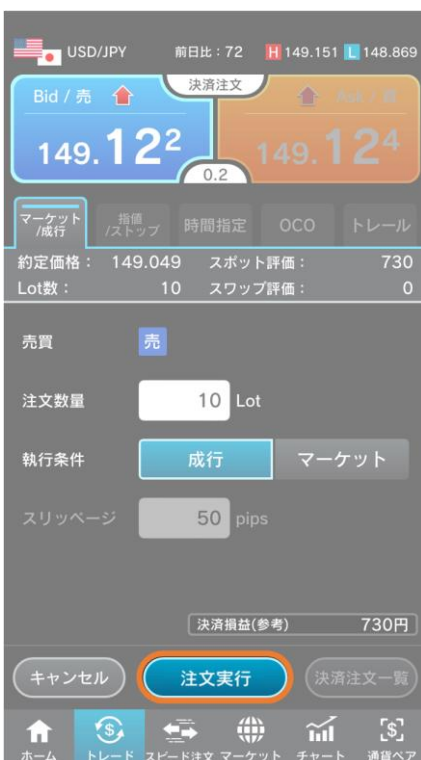 USD/JPY 前日比：72 H 149.151 L 148.869
決済注文
Bid / 売 Ask / 買
149.122 149.124
0.2
マーケット/成行 指値/ストップ 時間指定 OCO トレール
約定価格： 149.049 スポット評価： 730
Lot数： 10 スワップ評価： 0
売買 売
注文数量 10 Lot
執行条件 成行 マーケット
スリッページ 50 pips
決済損益(参考) 730円
キャンセル 注文実行 決済注文一覧
ホーム トレード スピード注文 マーケット チャート 通貨ペア